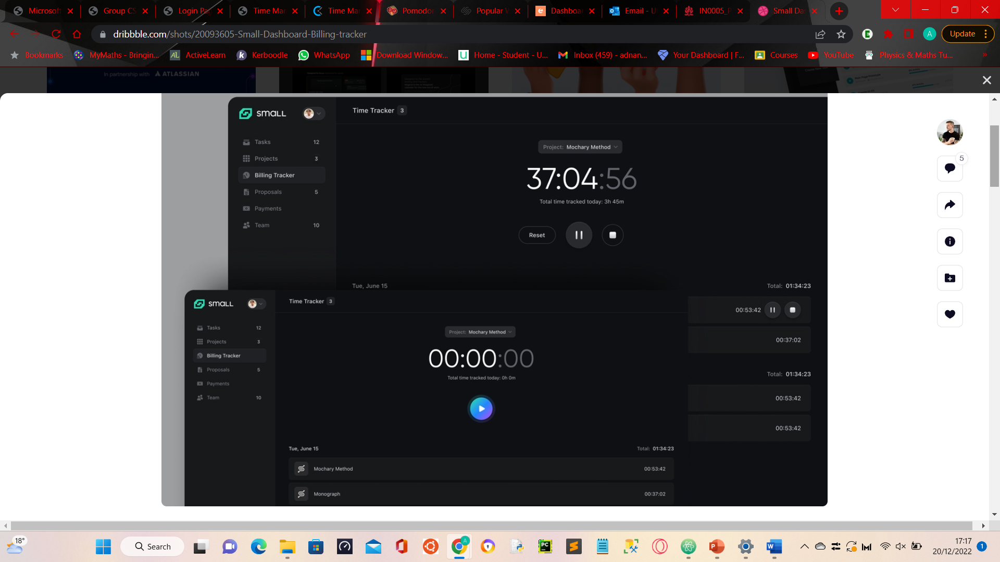 Microsoft
Group CS
Login Pa
Time Mar
Time Mar
Pomodor
Popular W
Dashboar
Email - U
IN0005_P
Small Das
dribbble.com/shots/20093605-Small-Dashboard-Billing-tracker
A
Update
Bookmarks
MyMaths - Bringin...
ActiveLearn
Kerboodle
WhatsApp
Download Window...
Home - Student - U...
Inbox (459) - adnan...
Your Dashboard | F...
Courses
YouTube
Physics & Maths Tu...
In partnership with ATLASSIAN
small
Time Tracker 3
Tasks 12
Projects 3
Billing Tracker
Proposals 5
Payments
Team 10
Project: Mochary Method
37:04:56
Total time tracked today: 3h 45m
Reset
Tue, June 15
Total: 01:34:23
00:53:42
00:37:02
Total: 01:34:23
00:53:42
00:53:42
small
Time Tracker 3
Tasks 12
Projects 3
Billing Tracker
Proposals 5
Payments
Team 10
Project: Mochary Method
00:00:00
Total time tracked today: 0h 0m
Tue, June 15
Total: 01:34:23
Mochary Method
00:53:42
Monograph
00:37:02
5
18°
Search
17:17
20/12/2022
1